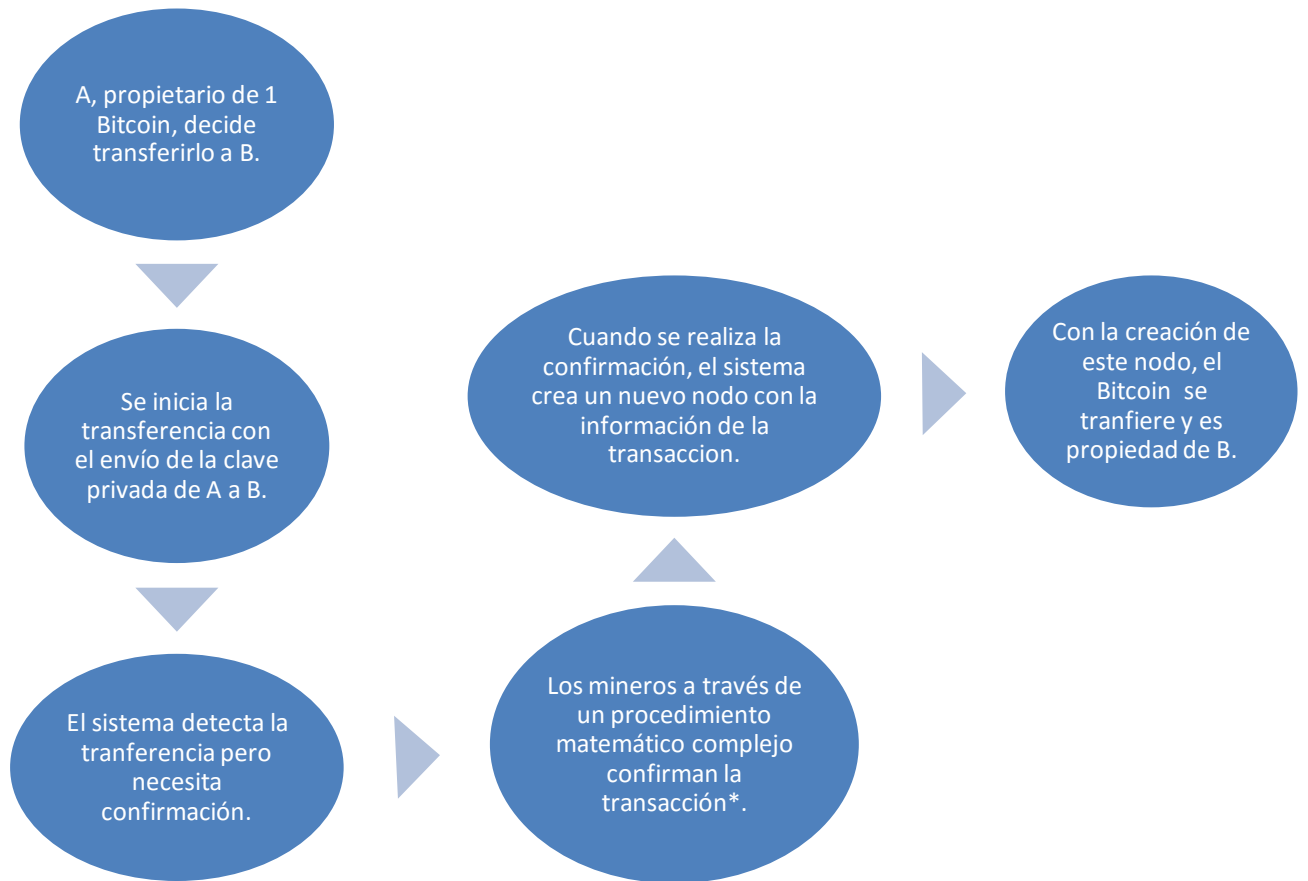 A, propietario de 1
Bitcoin, decide
transferirlo a B.
Se inicia la
transferencia con
el envío de la clave
privada de A a B.
El sistema detecta la
tranferencia pero
necesita
confirmación.
Los mineros a través de
un procedimiento
matemático complejo
confirman la
transacción*.
Cuando se realiza la
confirmación, el sistema
crea un nuevo nodo con la
información de la
transaccion.
Con la creación de
este nodo, el
Bitcoin se
tranfiere y es
propiedad de B.